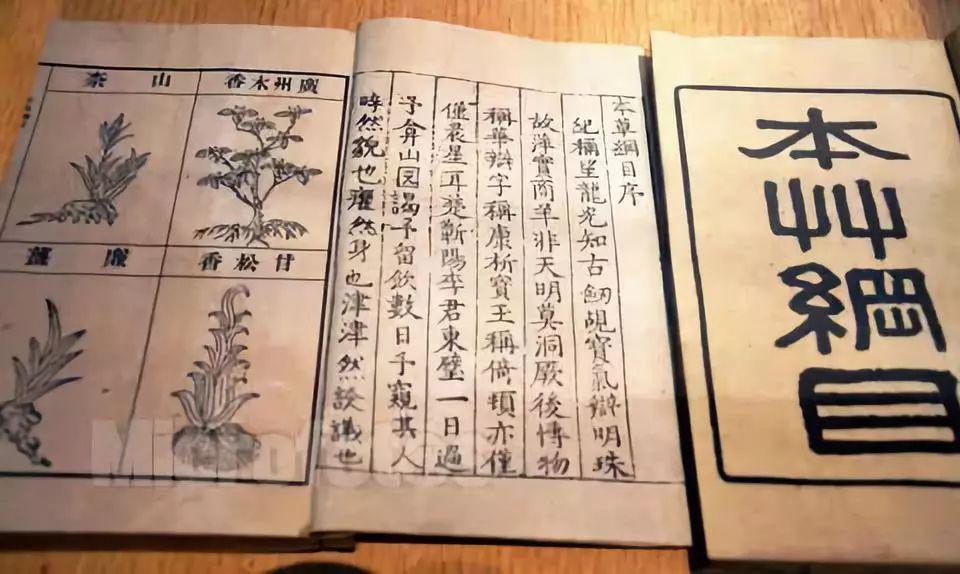 本艸綱目
本草綱目序
紀稱望龍光知古劒覘寶氣辯明珠
故萍實商羊非天明莫洞厥後博物
稱華辯字稱康析寶玉稱倚頓亦僅
僅晨星耳楚蘄陽李君東璧一日過
予弇山园謁予留飲數日予窺其人
睟然貌也癯然身也津津然談議也
廣州木香
山柰
甘松香
廉薑